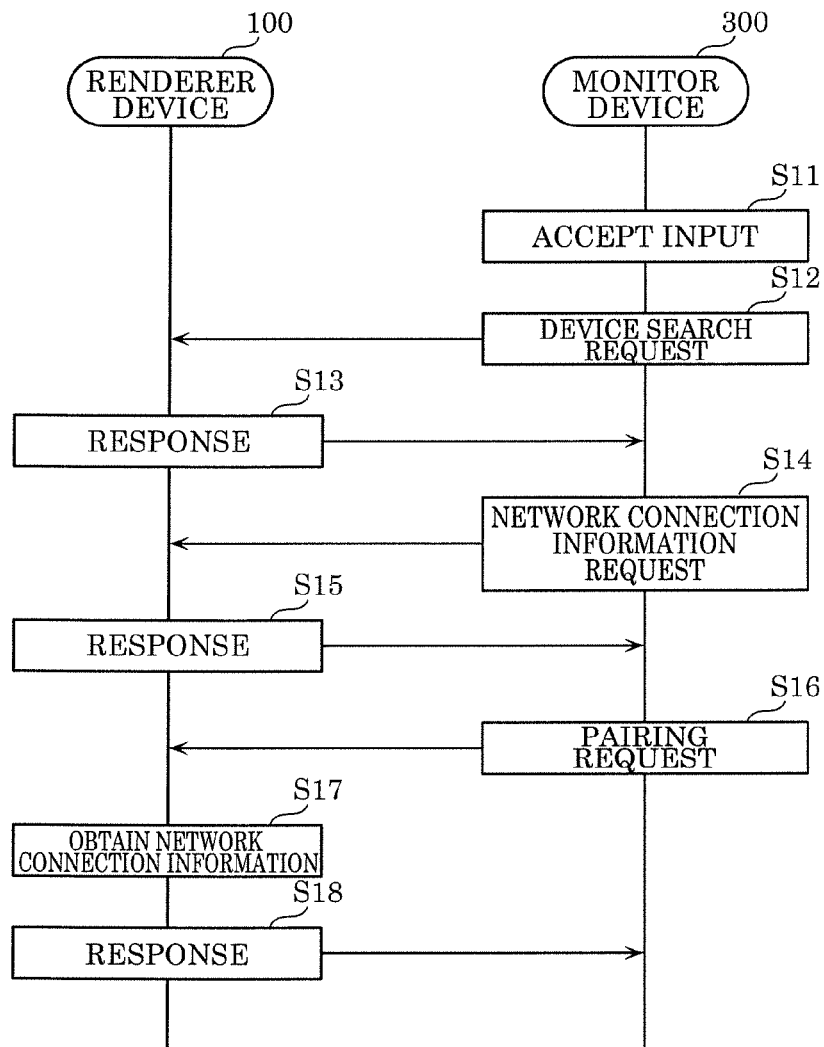 100
300
RENDERER
DEVICE
MONITOR
DEVICE
S11
ACCEPT INPUT
S12
DEVICE SEARCH
REQUEST
S13
RESPONSE
S14
NETWORK CONNECTION
INFORMATION
REQUEST
S15
RESPONSE
S16
PAIRING
REQUEST
S17
OBTAIN NETWORK
CONNECTION INFORMATION
S18
RESPONSE